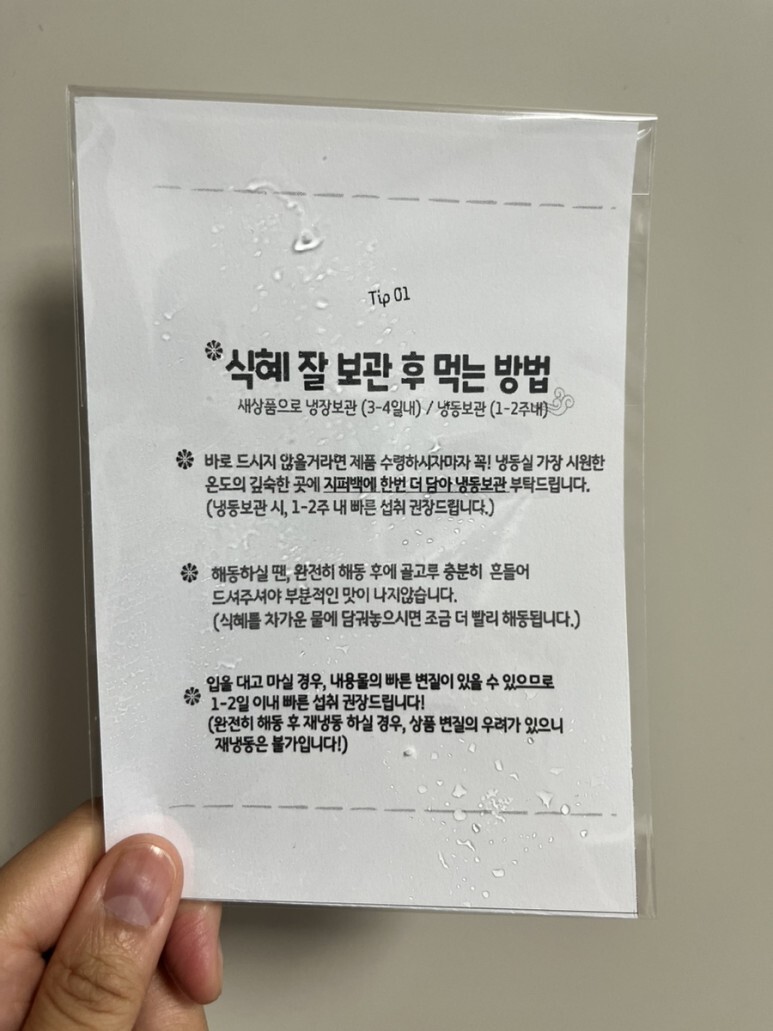 Tip 01
식혜 잘 보관 후 먹는 방법
새상품으로 냉장보관 (3-4일내) / 냉동보관 (1-2주내)
바로 드시지 않을거라면 제품 수령하시자마자 꼭! 냉동실 가장 시원한
온도의 깊숙한 곳에 지퍼백에 한번 더 담아 냉동보관 부탁드립니다.
(냉동보관 시, 1-2주 내 빠른 섭취 권장드립니다.)
해동하실 땐, 완전히 해동 후에 골고루 충분히 흔들어
드셔주셔야 부분적인 맛이 나지않습니다.
(식혜를 차가운 물에 담궈놓으시면 조금 더 빨리 해동됩니다.)
입을 대고 마실 경우, 내용물의 빠른 변질이 있을 수 있으므로
1-2일 이내 빠른 섭취 권장드립니다!
(완전히 해동 후 재냉동 하실 경우, 상품 변질의 우려가 있으니
재냉동은 불가입니다!)